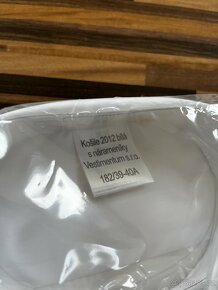 Košile 2012 bílá
s nárameníky
Vestimentum s.r.o.
182/39-40A